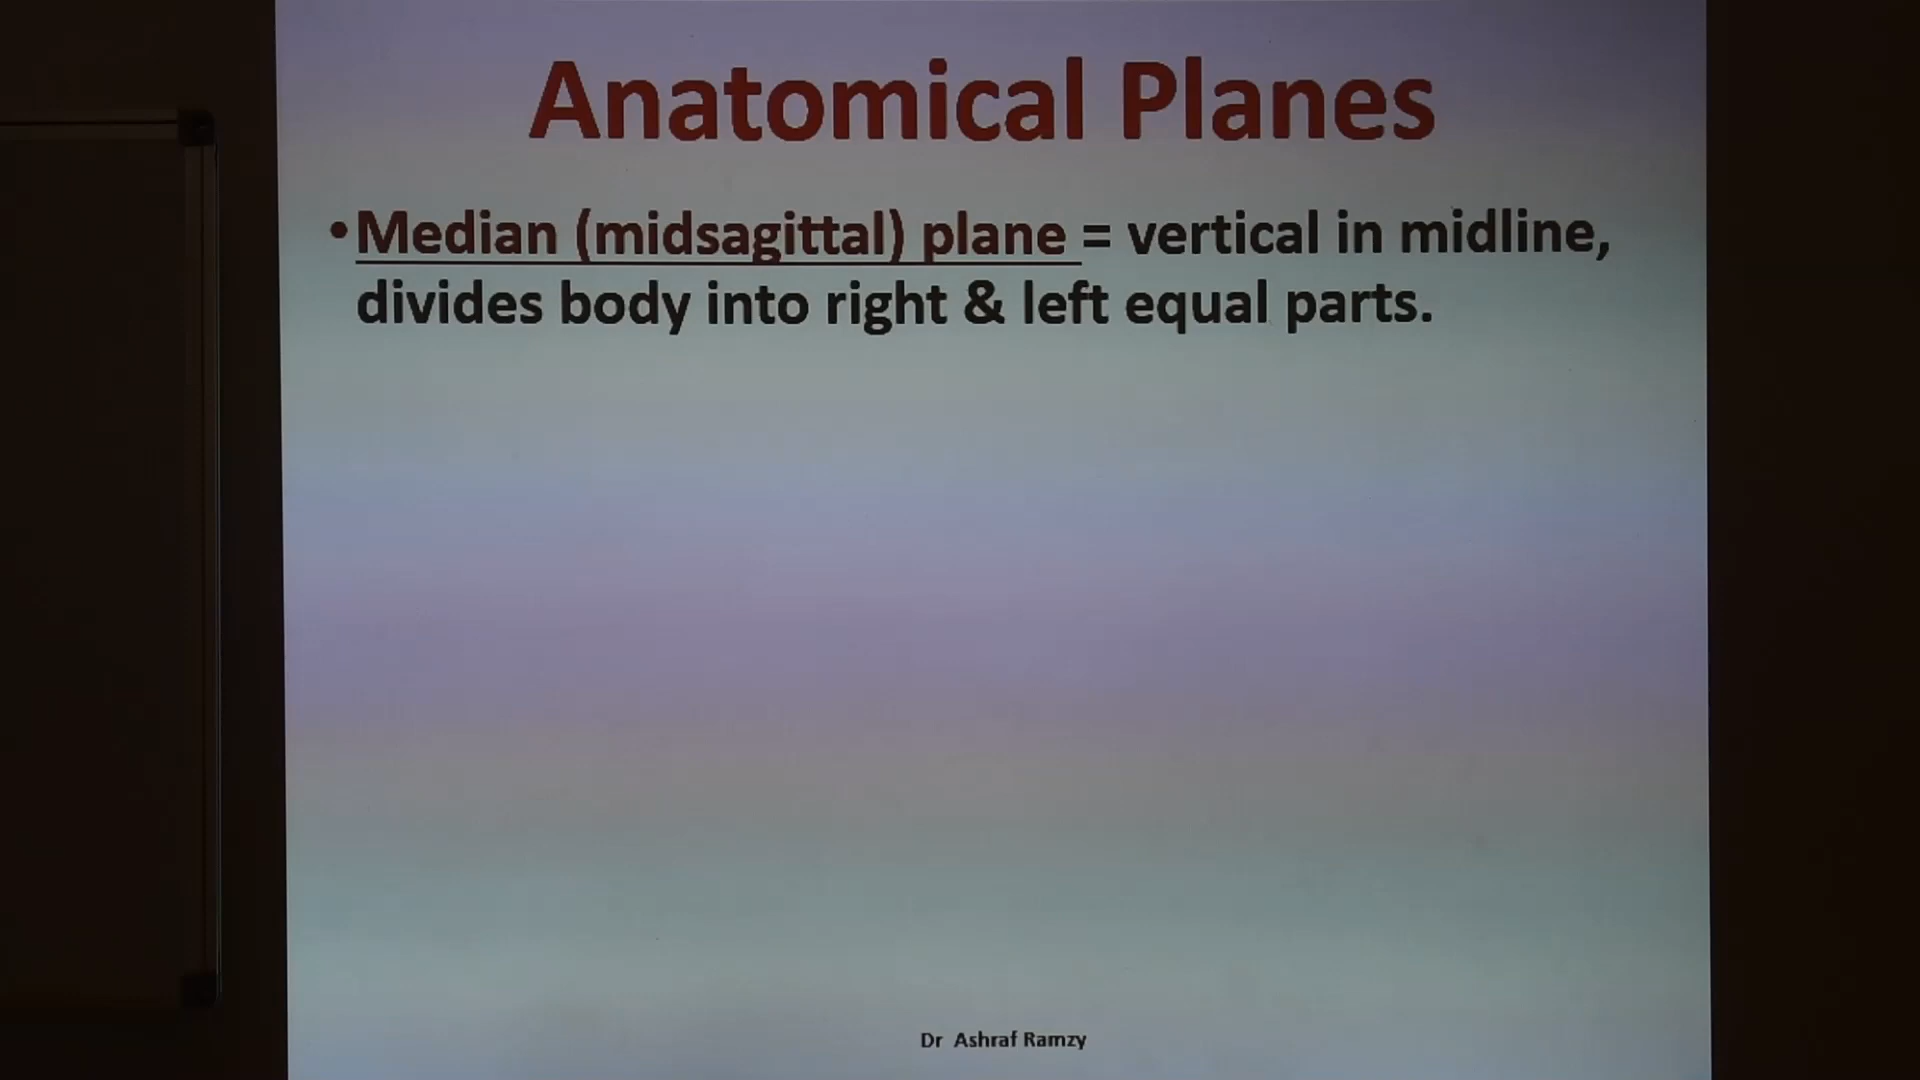 Anatomical Planes
•Median (midsagittal) plane = vertical in midline,
divides body into right & left equal parts.
Dr Ashraf Ramzy